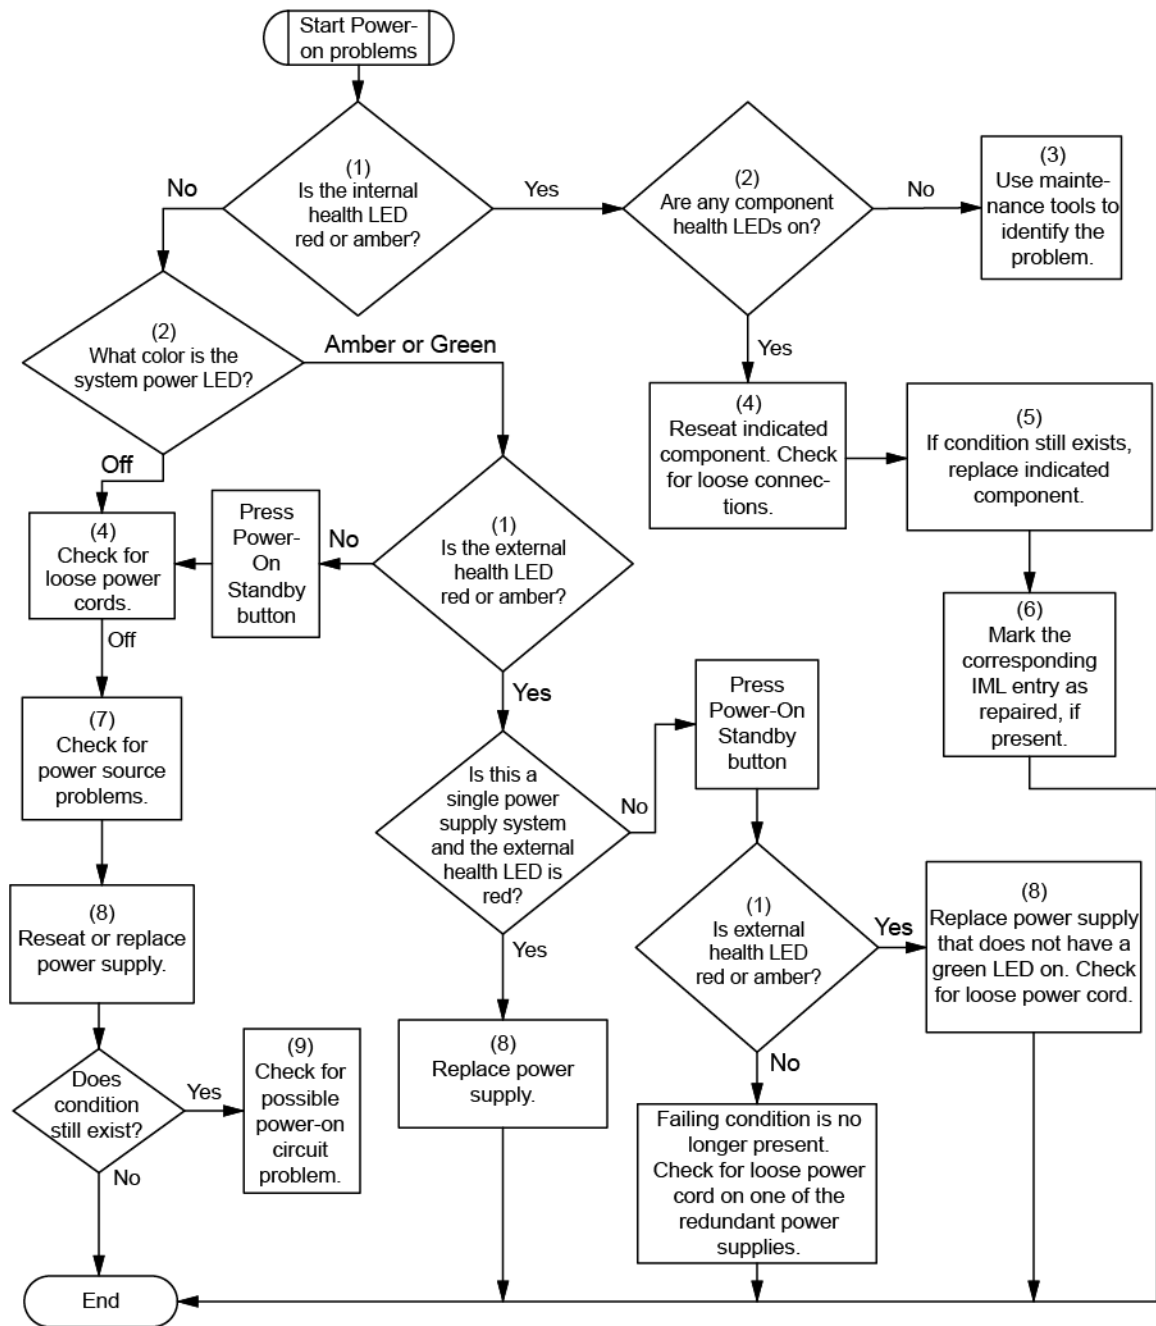 Start Power-
on problems
(1)
Is the internal
health LED
red or amber?
No
Yes
(2)
Are any component
health LEDs on?
No
(3)
Use mainte-
nance tools to
identify the
problem.
(2)
What color is the
system power LED?
Amber or Green
Yes
Off
(4)
Reseat indicated
component. Check
for loose connec-
tions.
(5)
If condition still exists,
replace indicated
component.
(4)
Check for
loose power
cords.
Press
Power-
On
Standby
button
No
(1)
Is the external
health LED
red or amber?
(6)
Mark the
corresponding
IML entry as
repaired, if
present.
Off
Yes
(7)
Check for
power source
problems.
Is this a
single power
supply system
and the external
health LED is
red?
No
Press
Power-On
Standby
button
Yes
(8)
Reseat or replace
power supply.
(1)
Is external
health LED
red or amber?
Yes
(8)
Replace power supply
that does not have a
green LED on. Check
for loose power cord.
(8)
Replace power
supply.
No
Does
condition
still exist?
Yes
(9)
Check for
possible
power-on
circuit
problem.
No
Failing condition is no
longer present.
Check for loose power
cord on one of the
redundant power
supplies.
End